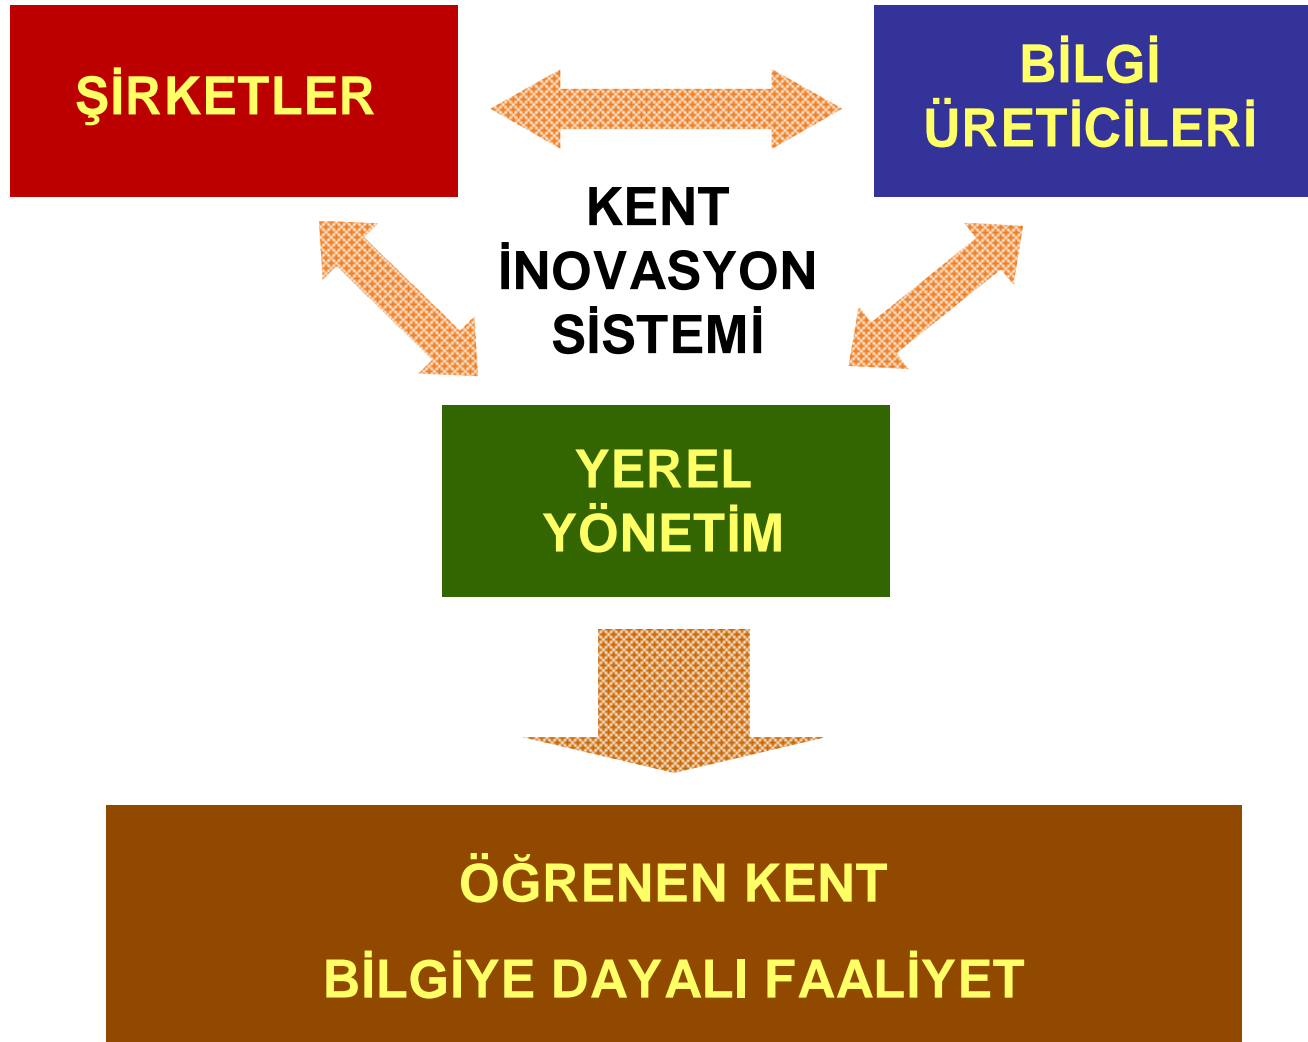 ŞİRKETLER
BİLGİ
ÜRETİCİLERİ
KENT
İNOVASYON
SİSTEMİ
YEREL
YÖNETİM
ÖĞRENEN KENT
BİLGİYE DAYALI FAALİYET